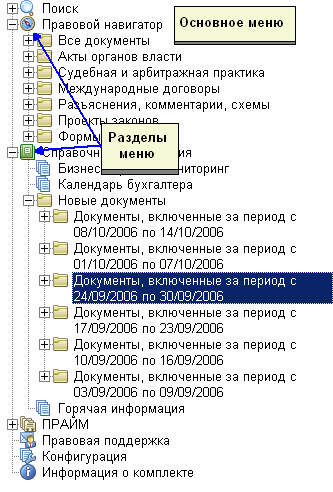 Поиск
Правовой навигатор
Основное меню
Все документы
Акты органов власти
Судебная и арбитражная практика
Международные договоры
Разъяснения, комментарии, схемы
Проекты законов
Формы
Разделы
меню
Бизнес
Календарь бухгалтера
Новые документы
Документы, включенные за период с
08/10/2006 по 14/10/2006
Документы, включенные за период с
01/10/2006 по 07/10/2006
Документы, включенные за период с
24/09/2006 по 30/09/2006
Документы, включенные за период с
17/09/2006 по 23/09/2006
Документы, включенные за период с
10/09/2006 по 16/09/2006
Документы, включенные за период с
03/09/2006 по 09/09/2006
Горячая информация
ПРАЙМ
Правовая поддержка
Конфигурация
Информация о комплекте